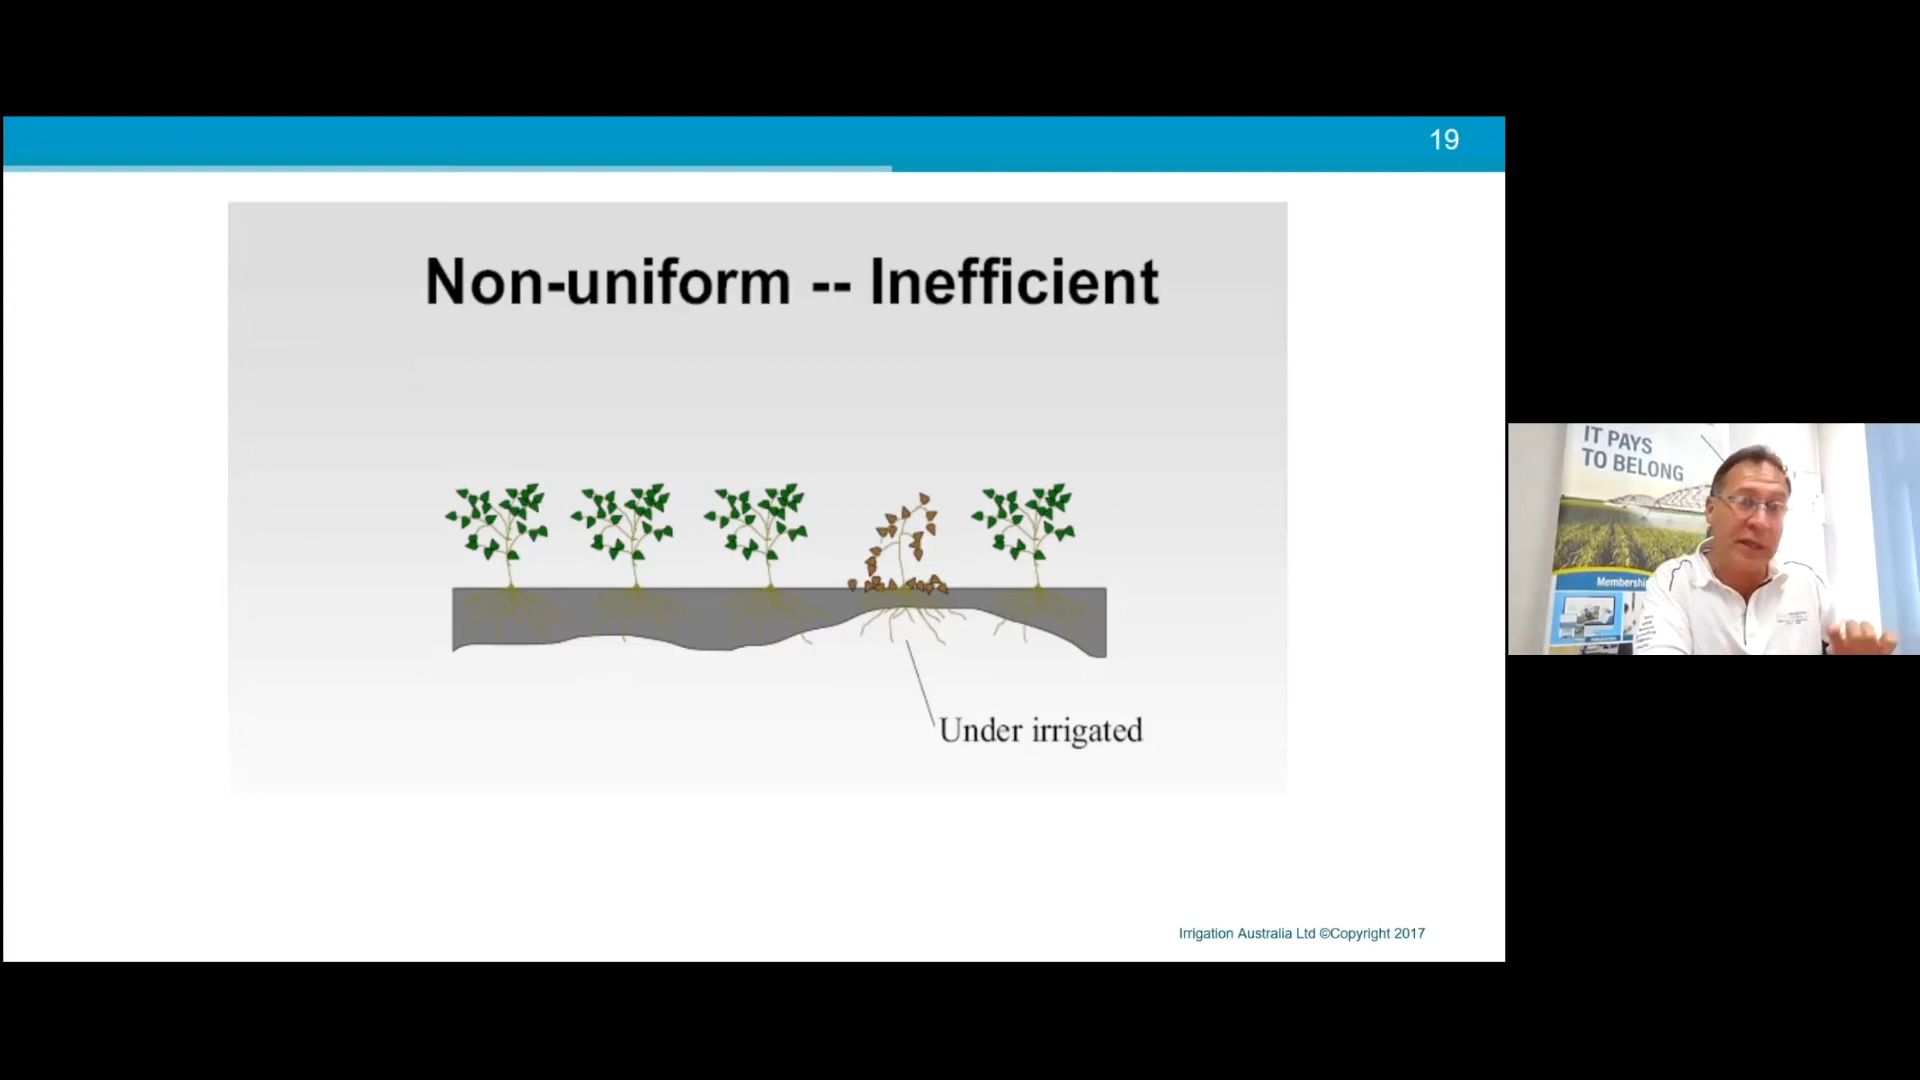 19
Non-uniform -- Inefficient
Under irrigated
Irrigation Australia Ltd ©Copyright 2017
IT PAYS
TO BELONG